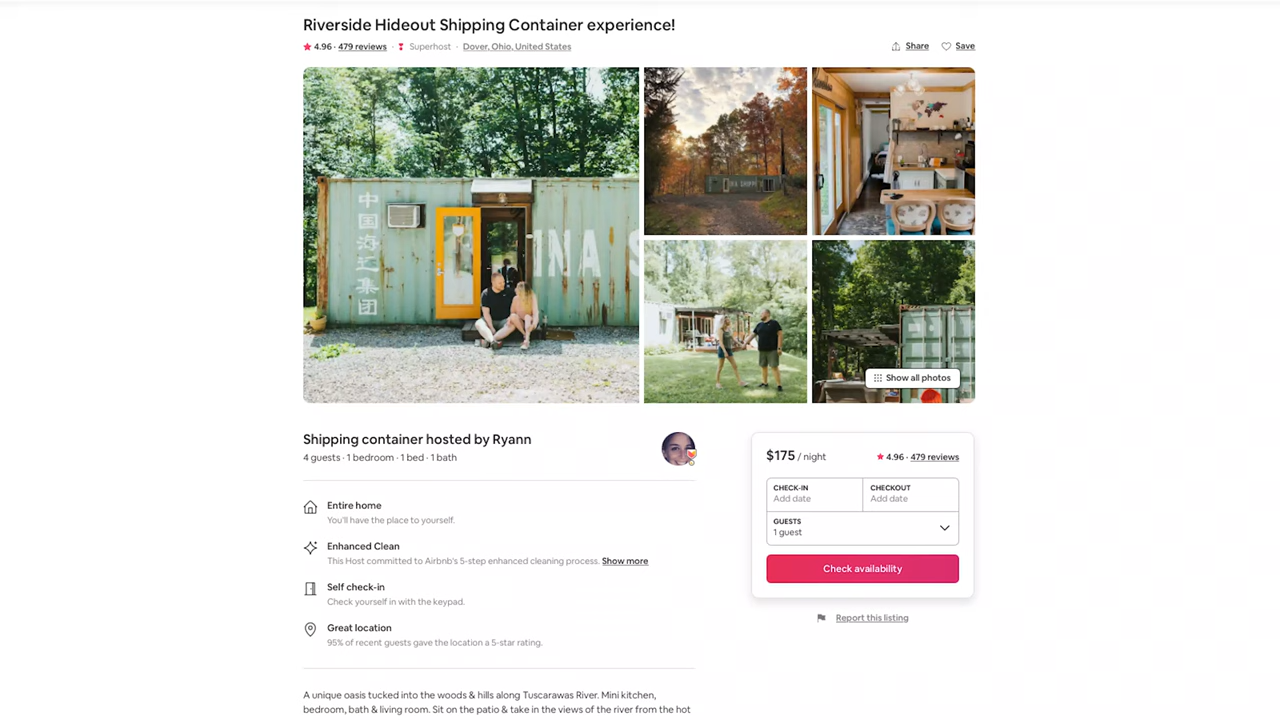 Riverside Hideout Shipping Container experience!
4.96 · 479 reviews · Superhost · Dover, Ohio, United States
Share Save
中国海汇集团
INA S
NA SHIPP
Show all photos
Shipping container hosted by Ryann
4 guests · 1 bedroom · 1 bed · 1 bath
Entire home
You'll have the place to yourself.
Enhanced Clean
This Host committed to Airbnb's 5-step enhanced cleaning process. Show more
Self check-in
Check yourself in with the keypad.
Great location
95% of recent guests gave the location a 5-star rating.
A unique oasis tucked into the woods & hills along Tuscarawas River. Mini kitchen,
bedroom, bath & living room. Sit on the patio & take in the views of the river from the hot
$175 / night
4.96 · 479 reviews
CHECK-IN
Add date
CHECKOUT
Add date
GUESTS
1 guest
Check availability
Report this listing